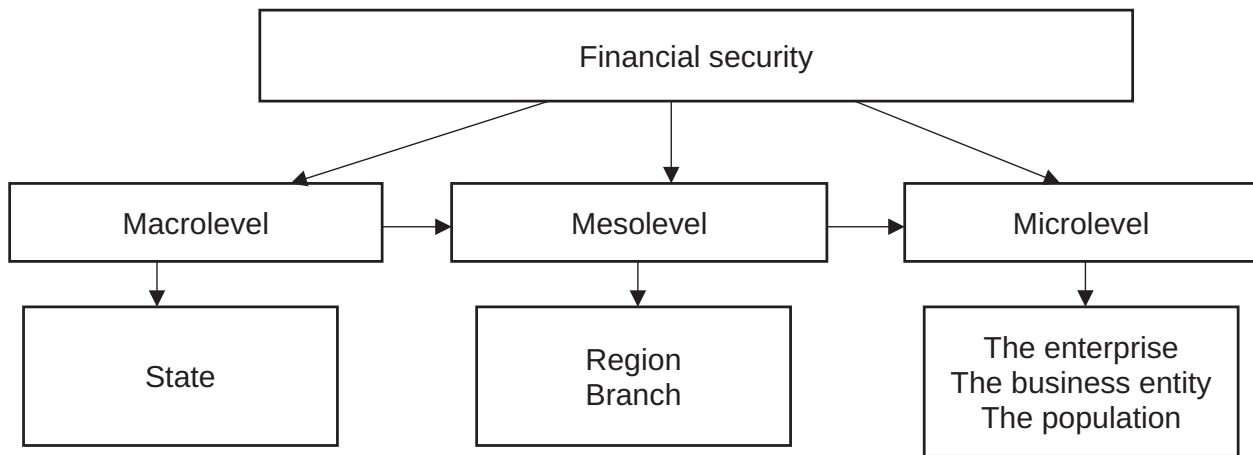 Financial security
Macrolevel
Mesolevel
Microlevel
State
Region
Branch
The enterprise
The business entity
The population